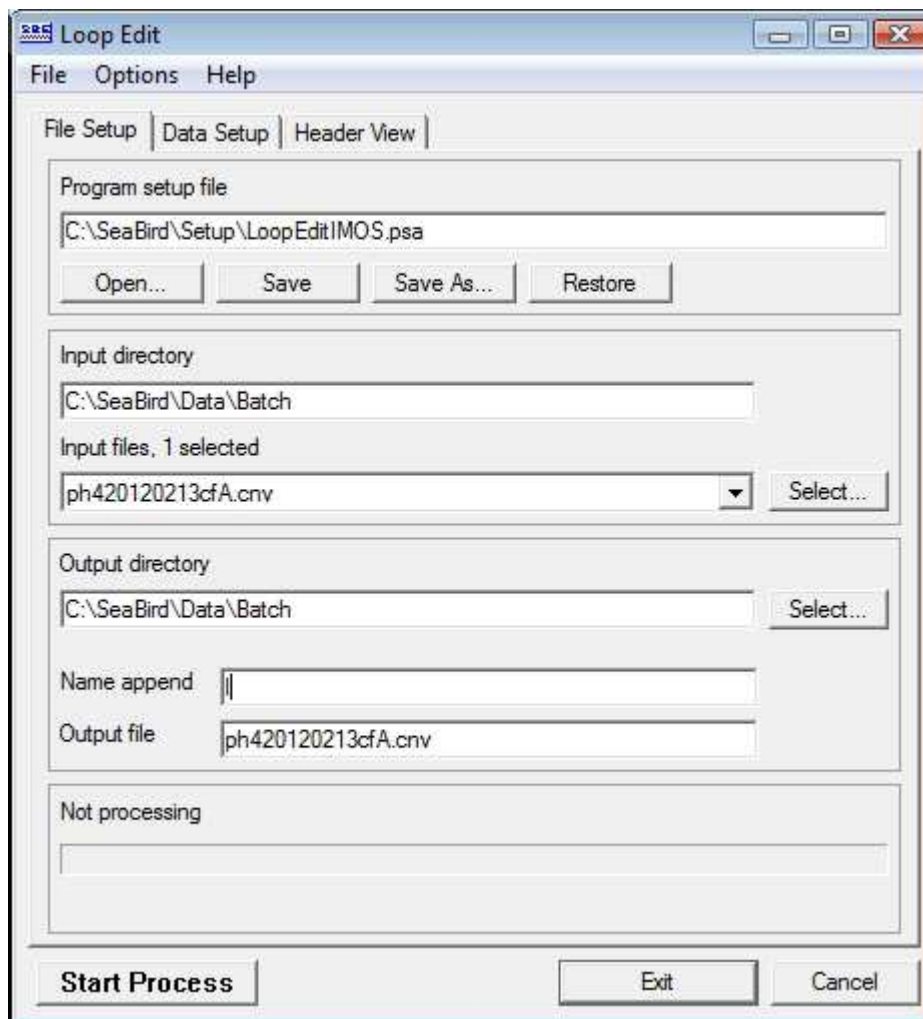 SBE Loop Edit
File Options Help
File Setup Data Setup Header View
Program setup file
C:\SeaBird\Setup\LoopEditIMOS.psa
Open... Save Save As... Restore
Input directory
C:\SeaBird\Data\Batch
Input files, 1 selected
ph420120213cfA.cnv Select...
Output directory
C:\SeaBird\Data\Batch Select...
Name append l
Output file ph420120213cfA.cnv
Not processing
Start Process Exit Cancel